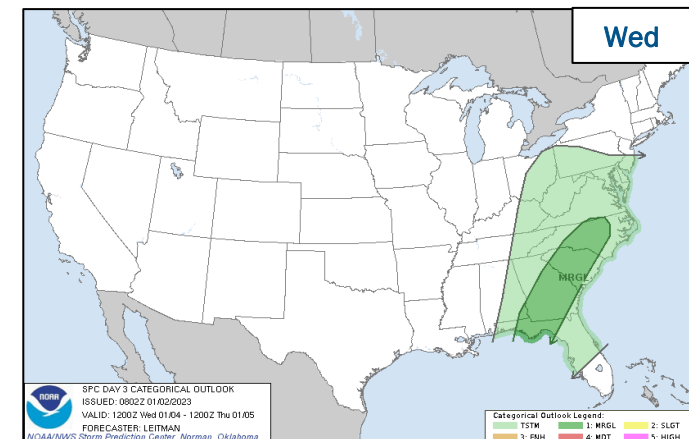 Wed
MRGL
SPC DAY 3 CATEGORICAL OUTLOOK
ISSUED: 0802Z 01/02/2023
VALID: 1200Z Wed 01/04 - 1200Z Thu 01/05
FORECASTER: LEITMAN
NOAA/NWS Storm Prediction Center, Norman, Oklahoma
NOAA
Categorical Outlook Legend:
TSTM 1: MRGL 2: SLGT
3: ENH 4: MDT 5: HIGH